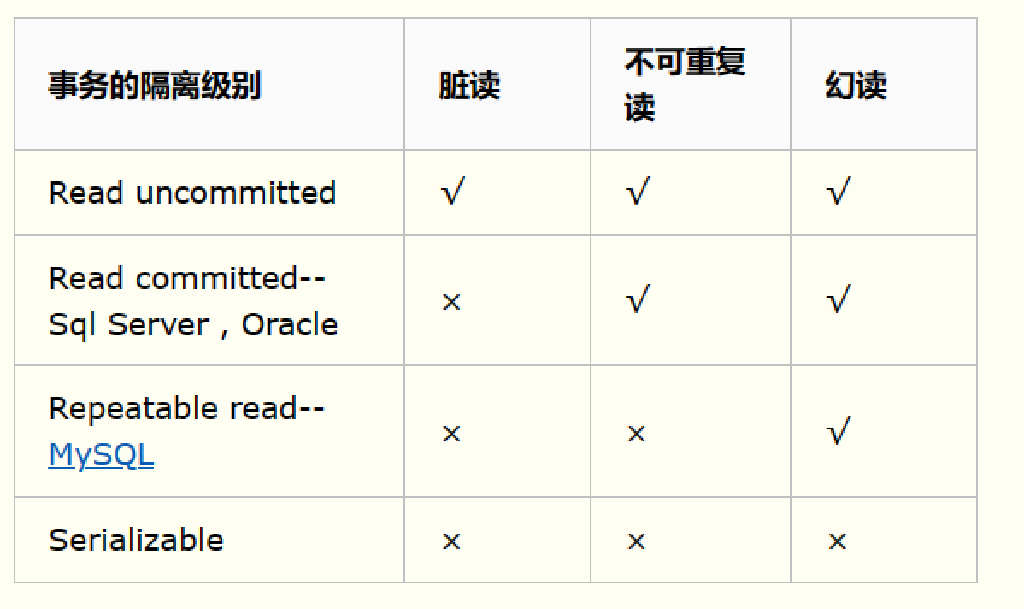 事务的隔离级别 脏读 不可重复
读 幻读
Read uncommitted √ √ √
Read committed--
Sql Server , Oracle × √ √
Repeatable read--
MySQL × × √
Serializable × × ×